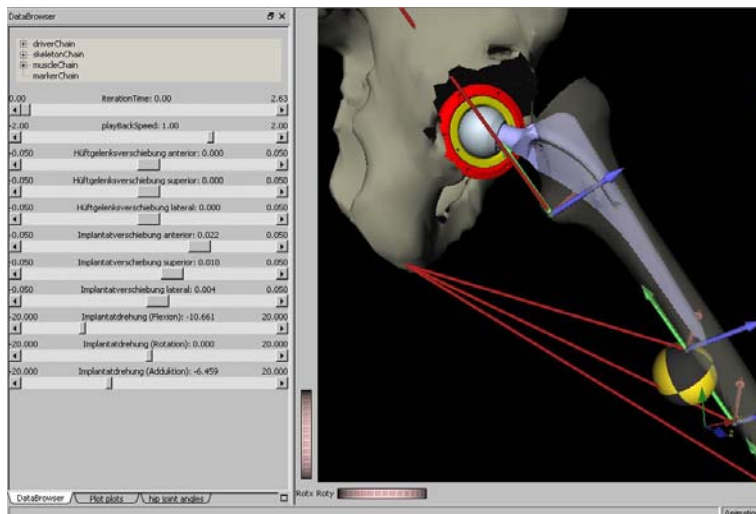 DataBrowser
driverChain
skeletonChain
muscleChain
markerChain
0.00 IterationTime: 0.00 2.63
-2.00 playBackSpeed: 1.00 2.00
-0.050 Hüftgelenksverschiebung anterior: 0.000 0.050
-0.050 Hüftgelenksverschiebung superior: 0.000 0.050
-0.050 Hüftgelenksverschiebung lateral: 0.000 0.050
-0.050 Implantatverschiebung anterior: 0.022 0.050
-0.050 Implantatverschiebung superior: 0.010 0.050
-0.050 Implantatverschiebung lateral: 0.004 0.050
-20.000 Implantatdrehung (Flexion): -10.661 20.000
-20.000 Implantatdrehung (Rotation): 0.000 20.000
-20.000 Implantatdrehung (Adduktion): -6.459 20.000
DataBrowser Plot plots hip joint angles
Rotx Roty